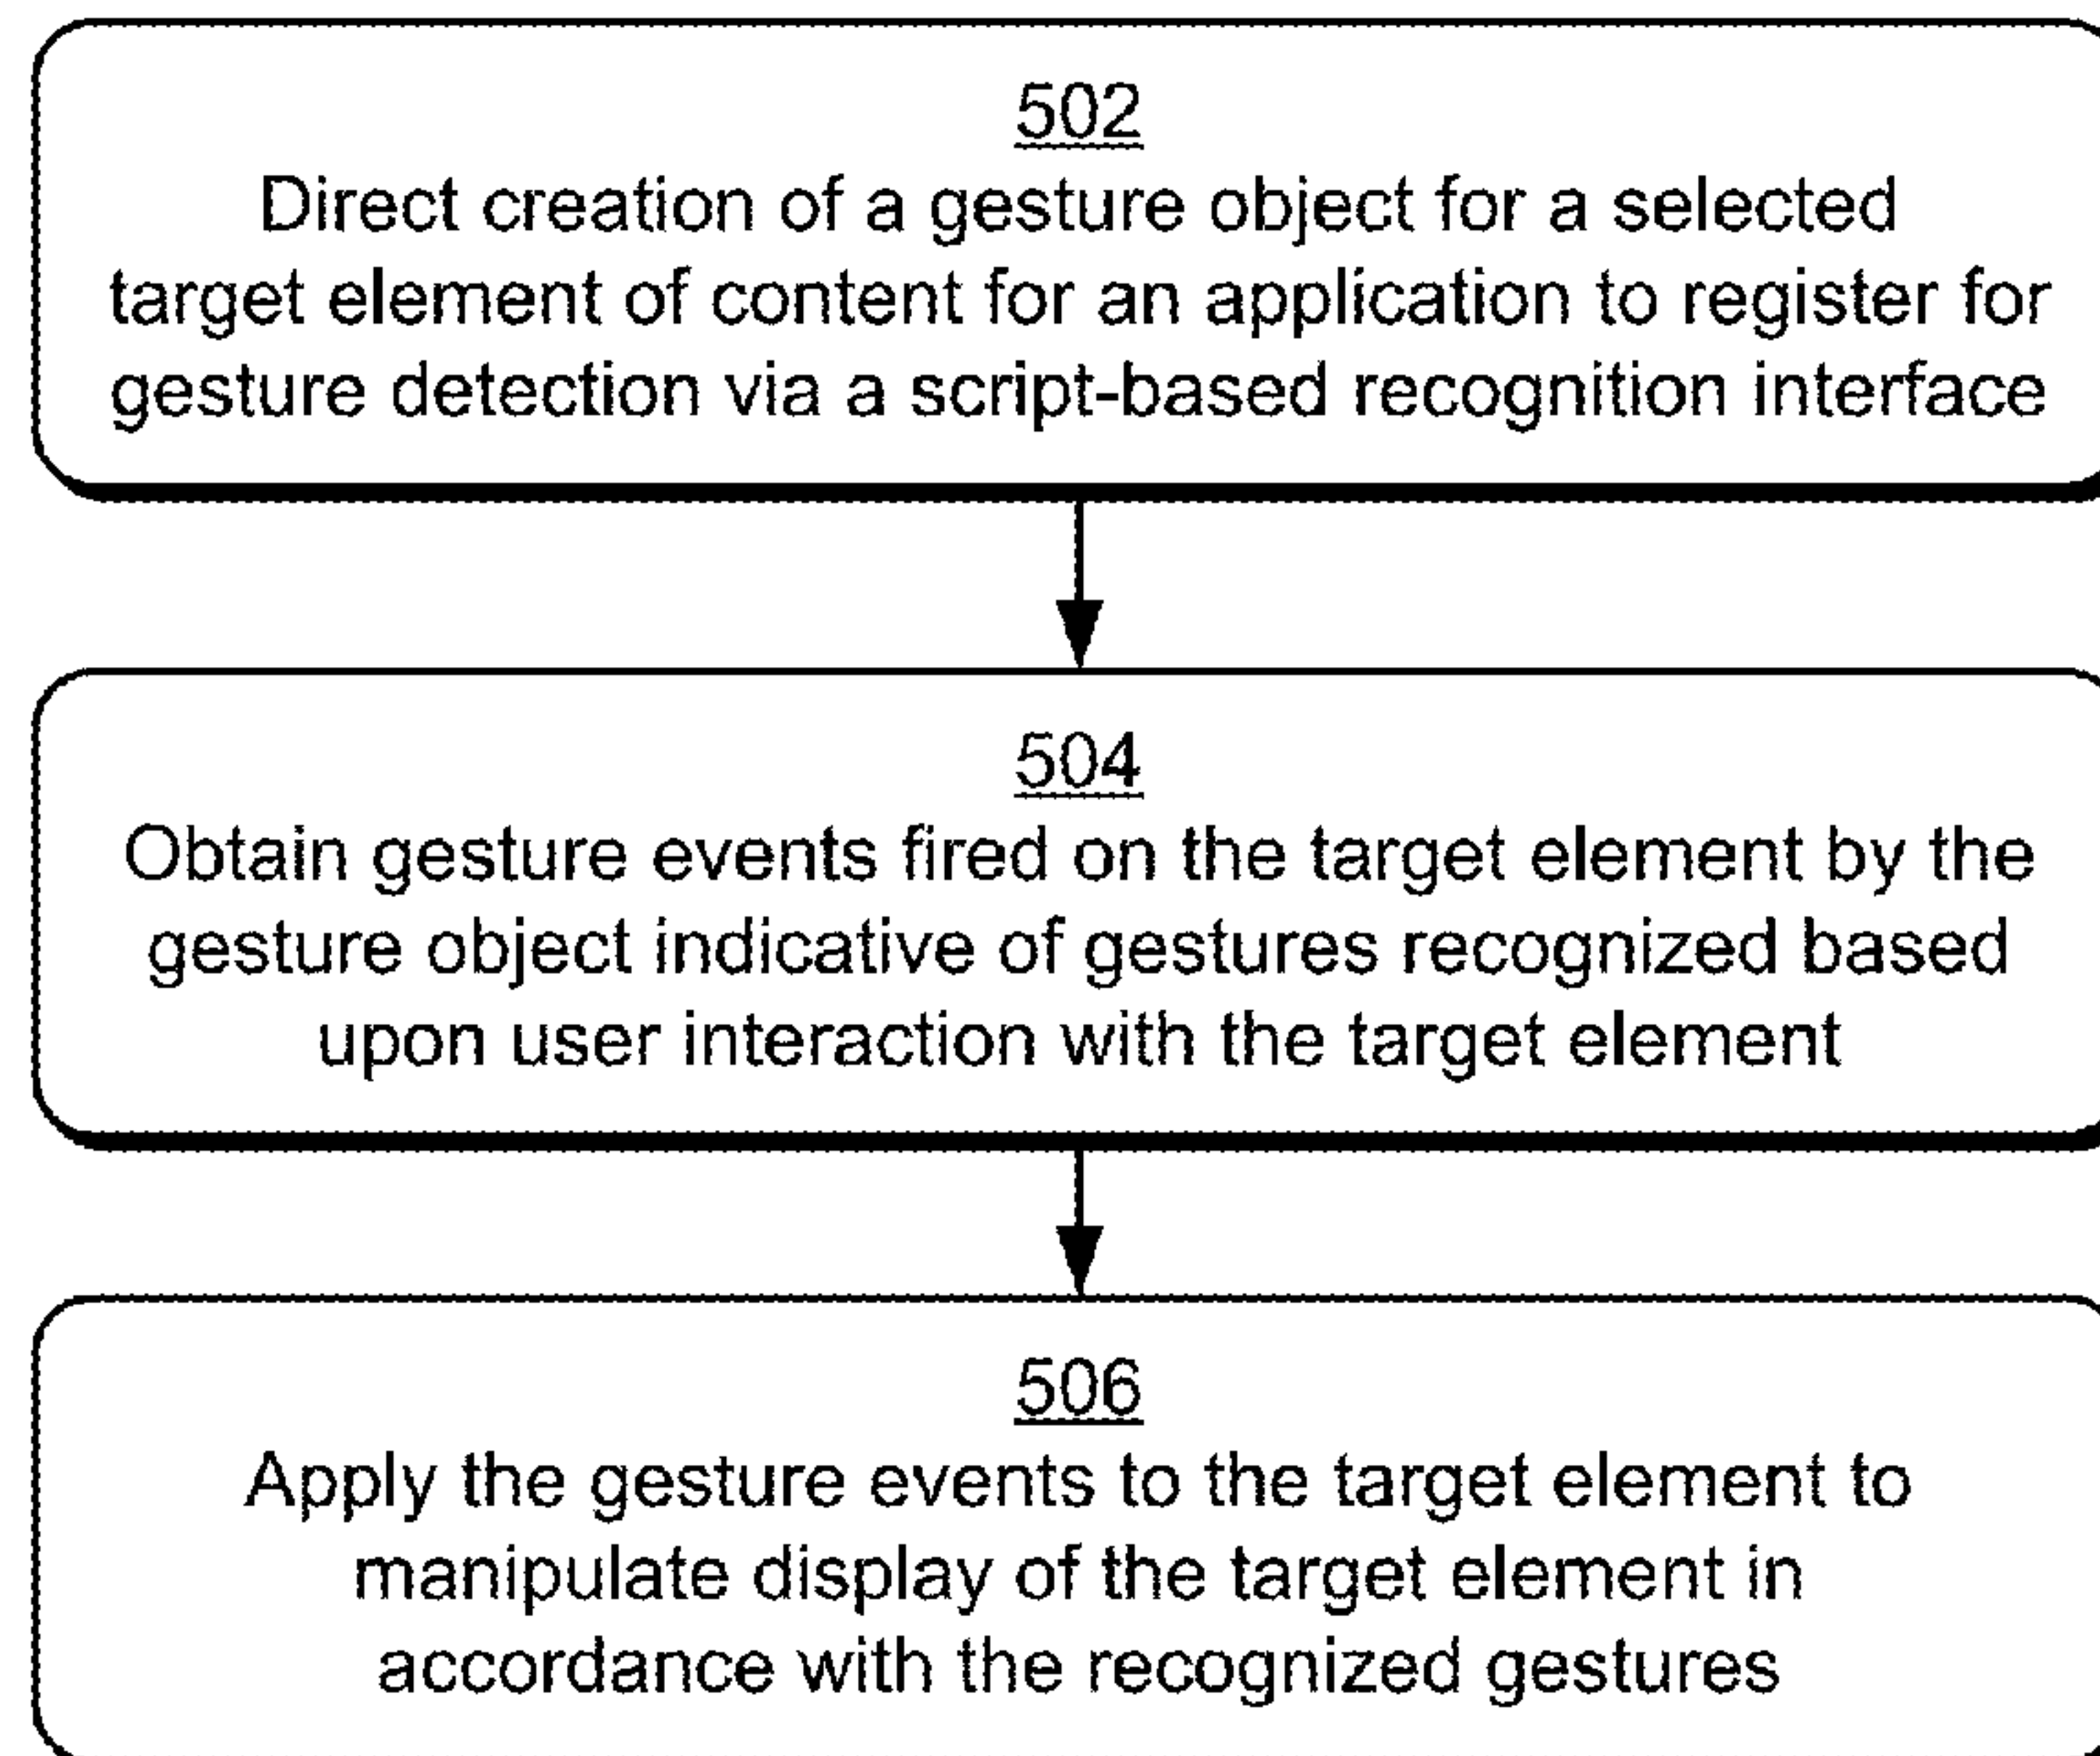 502
Direct creation of a gesture object for a selected
target element of content for an application to register for
gesture detection via a script-based recognition interface
504
Obtain gesture events fired on the target element by the
gesture object indicative of gestures recognized based
upon user interaction with the target element
506
Apply the gesture events to the target element to
manipulate display of the target element in
accordance with the recognized gestures